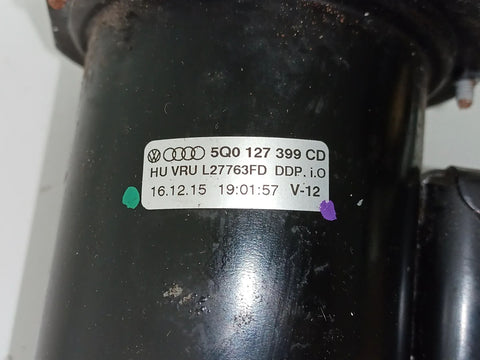 5Q0 127 399 CD
HU VRU L27763FD DDP. i.O
16.12.15 19:01:57 V-12